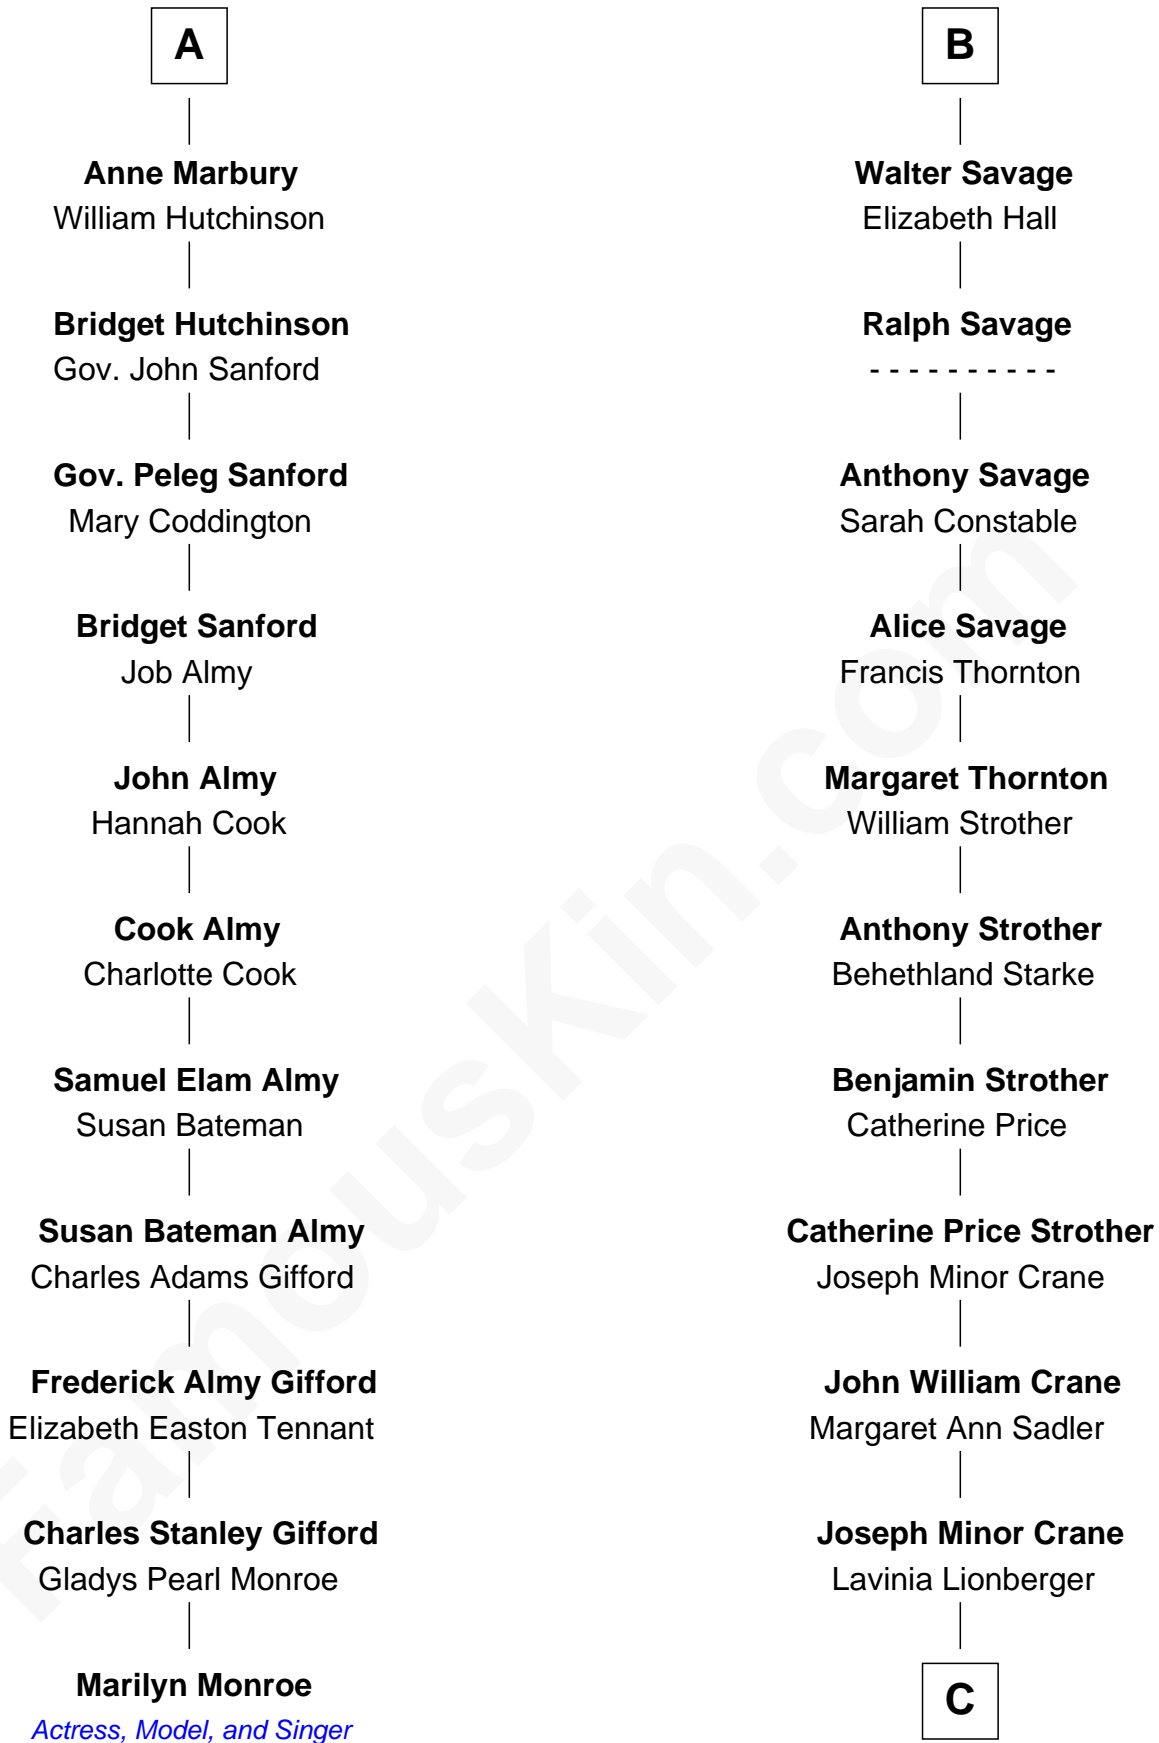 A
Anne Marbury
William Hutchinson
Bridget Hutchinson
Gov. John Sanford
Gov. Peleg Sanford
Mary Coddington
Bridget Sanford
Job Almy
John Almy
Hannah Cook
Cook Almy
Charlotte Cook
Samuel Elam Almy
Susan Bateman
Susan Bateman Almy
Charles Adams Gifford
Frederick Almy Gifford
Elizabeth Easton Tennant
Charles Stanley Gifford
Gladys Pearl Monroe
Marilyn Monroe
Actress, Model, and Singer
B
Walter Savage
Elizabeth Hall
Ralph Savage
- - - - - - - - - -
Anthony Savage
Sarah Constable
Alice Savage
Francis Thornton
Margaret Thornton
William Strother
Anthony Strother
Behethland Starke
Benjamin Strother
Catherine Price
Catherine Price Strother
Joseph Minor Crane
John William Crane
Margaret Ann Sadler
Joseph Minor Crane
Lavinia Lionberger
C
FamousKin.com